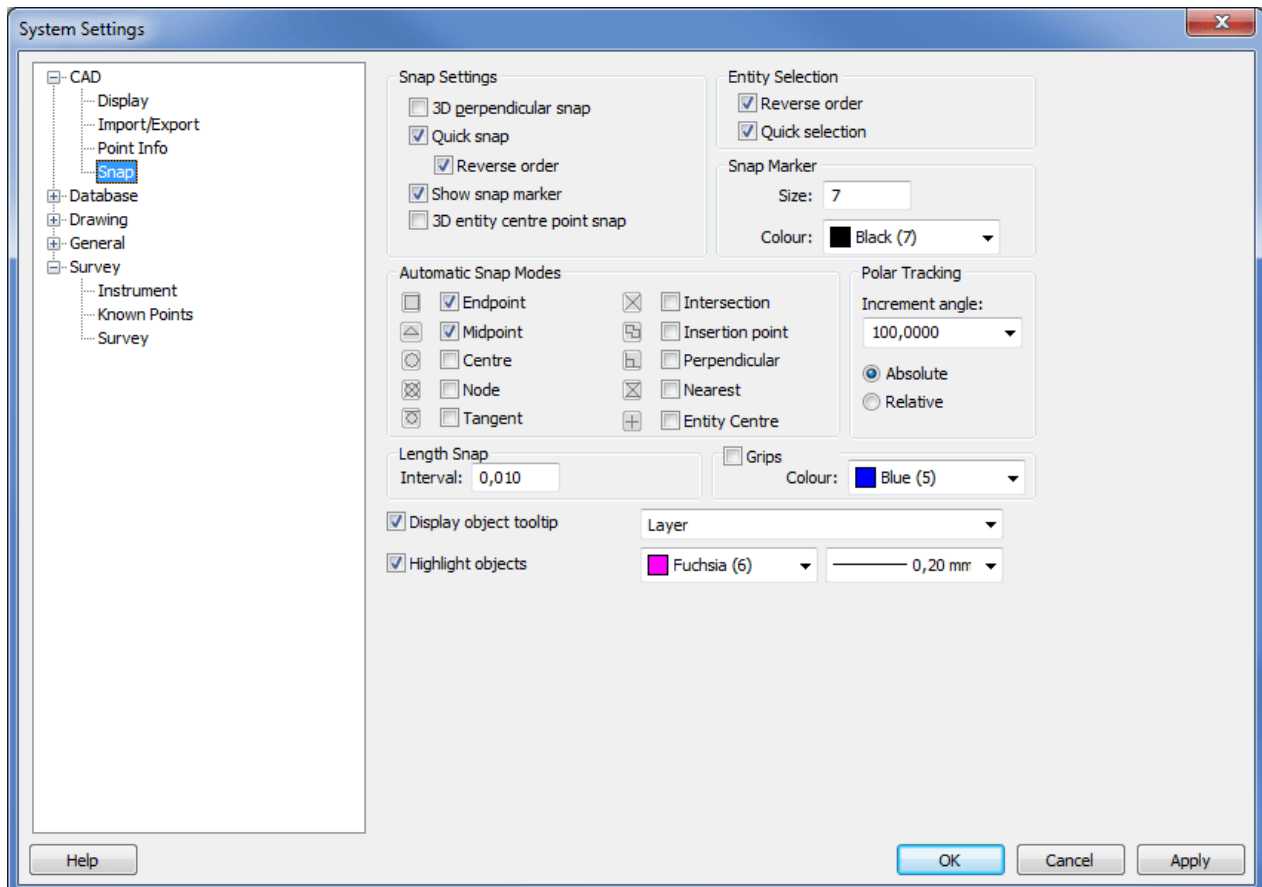 System Settings
CAD
Display
Import/Export
Point Info
Snap
Database
Drawing
General
Survey
Instrument
Known Points
Survey
Snap Settings
3D perpendicular snap
Quick snap
Reverse order
Show snap marker
3D entity centre point snap
Entity Selection
Reverse order
Quick selection
Snap Marker
Size: 7
Colour: Black (7)
Automatic Snap Modes
Endpoint
Midpoint
Centre
Node
Tangent
Intersection
Insertion point
Perpendicular
Nearest
Entity Centre
Polar Tracking
Increment angle:
100,0000
Absolute
Relative
Length Snap
Interval: 0,010
Grips
Colour: Blue (5)
Display object tooltip Layer
Highlight objects Fuchsia (6) 0,20 mm
Help OK Cancel Apply